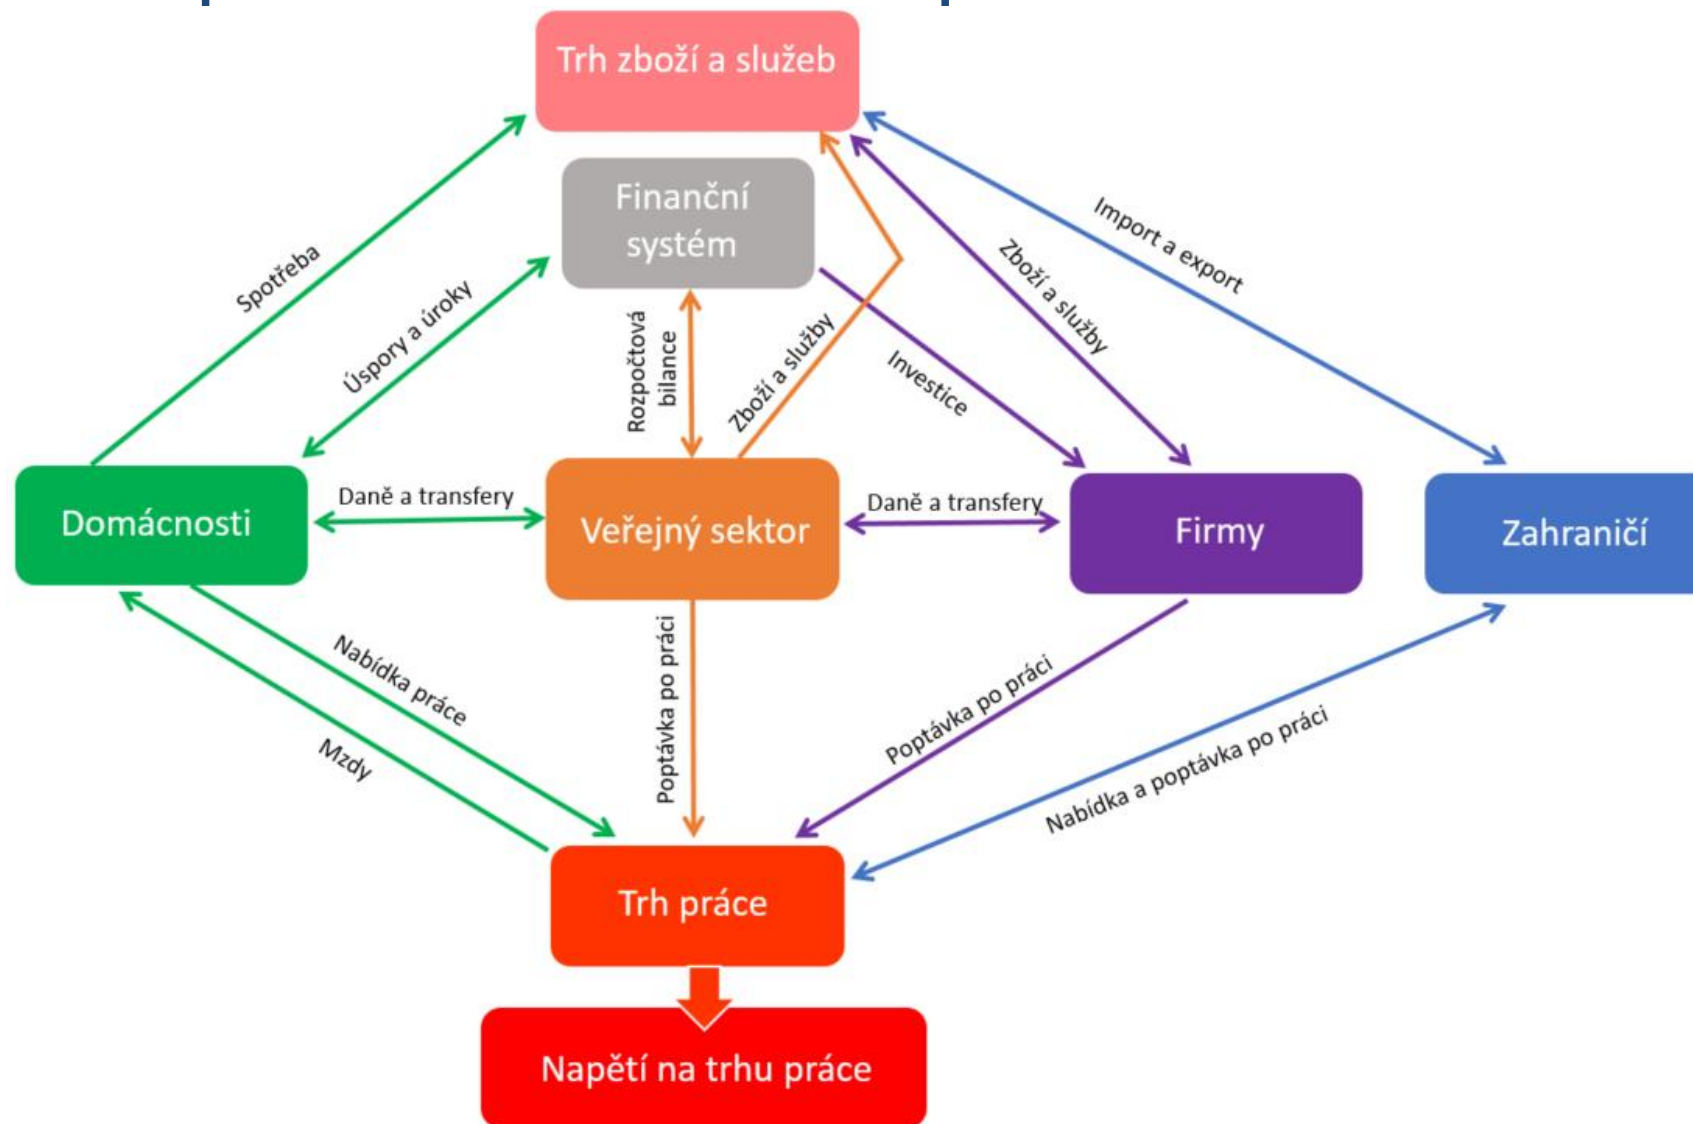 Trh zboží a služeb
Finanční
systém
Import a export
Spotřeba
Zboží a služby
Úspory a úroky
Rozpočtová
bilance
Zboží a služby
Investice
Domácnosti
Daně a transfery
Veřejný sektor
Daně a transfery
Firmy
Zahraničí
Nabídka práce
Mzdy
Poptávka po práci
Poptávka po práci
Nabídka a poptávka po práci
Trh práce
Napětí na trhu práce